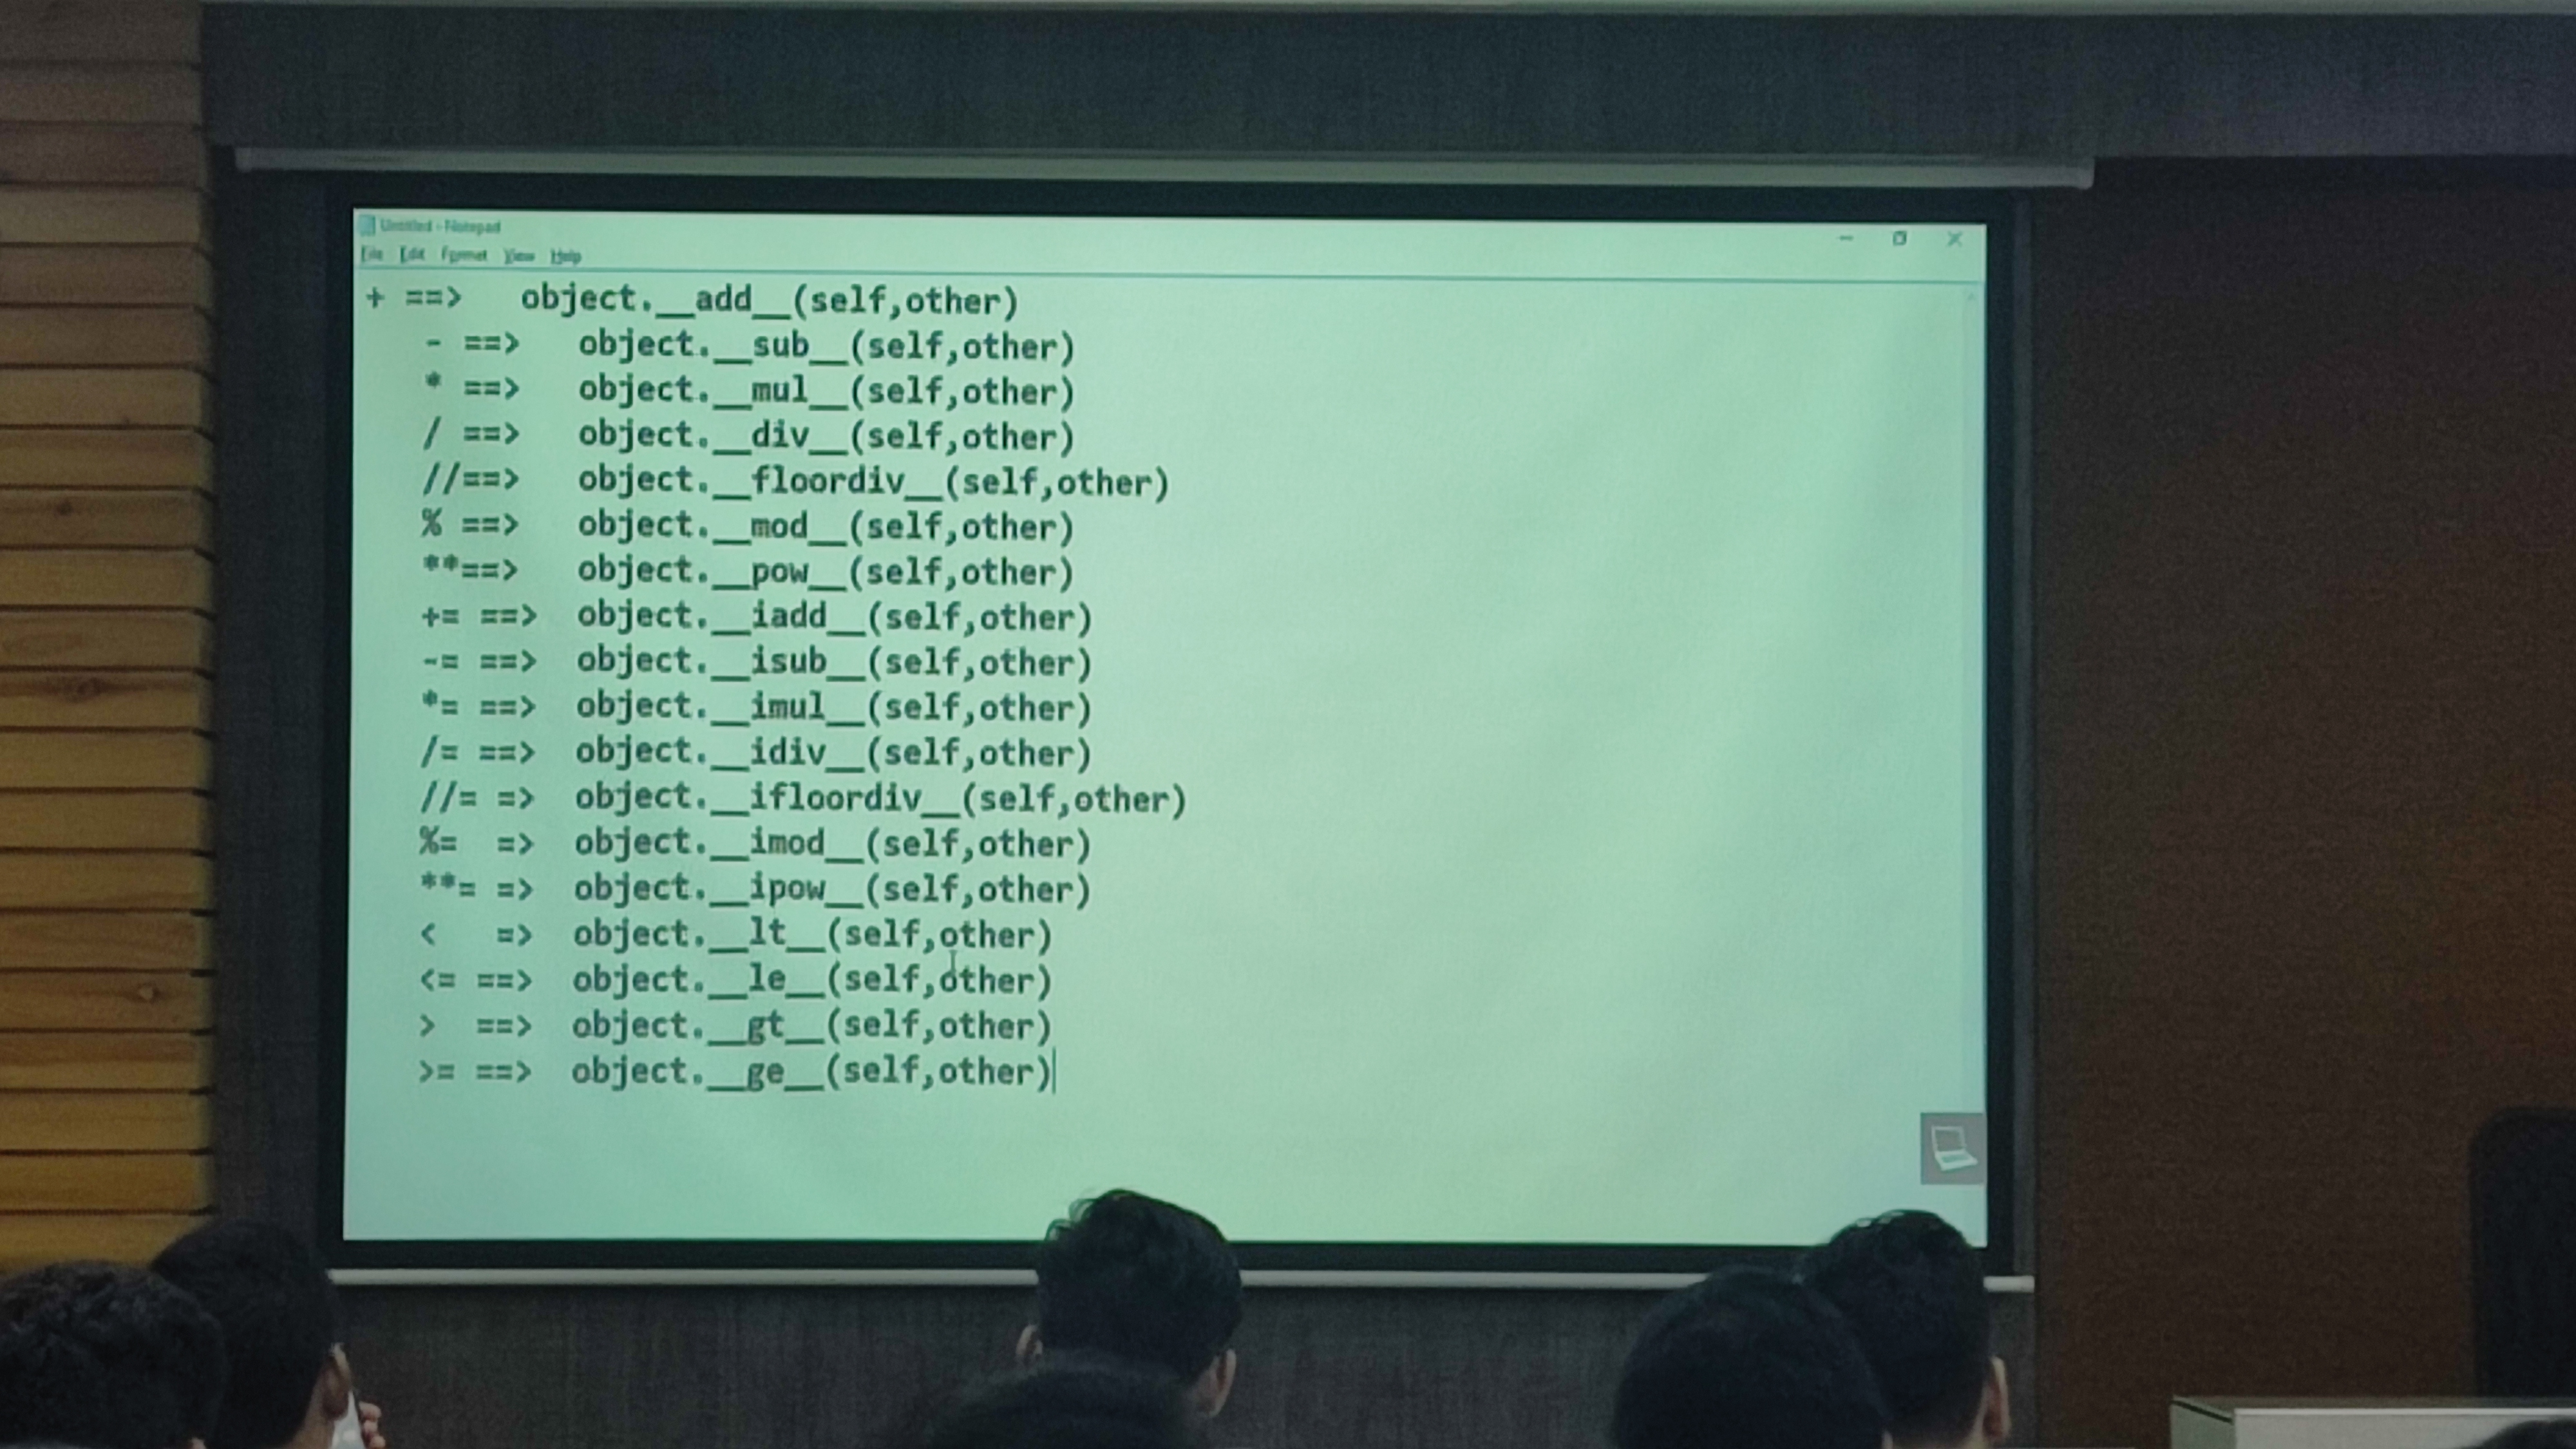 Untitled - Notepad
File Edit Format View Help
+ ==>   object.__add__(self,other)
- ==>   object.__sub__(self,other)
* ==>   object.__mul__(self,other)
/ ==>   object.__div__(self,other)
//==>   object.__floordiv__(self,other)
% ==>   object.__mod__(self,other)
**==>   object.__pow__(self,other)
+= ==>  object.__iadd__(self,other)
-= ==>  object.__isub__(self,other)
*= ==>  object.__imul__(self,other)
/= ==>  object.__idiv__(self,other)
//= =>  object.__ifloordiv__(self,other)
%=  =>  object.__imod__(self,other)
**= =>  object.__ipow__(self,other)
<   =>  object.__lt__(self,other)
<= ==>  object.__le__(self,other)
>  ==>  object.__gt__(self,other)
>= ==>  object.__ge__(self,other)